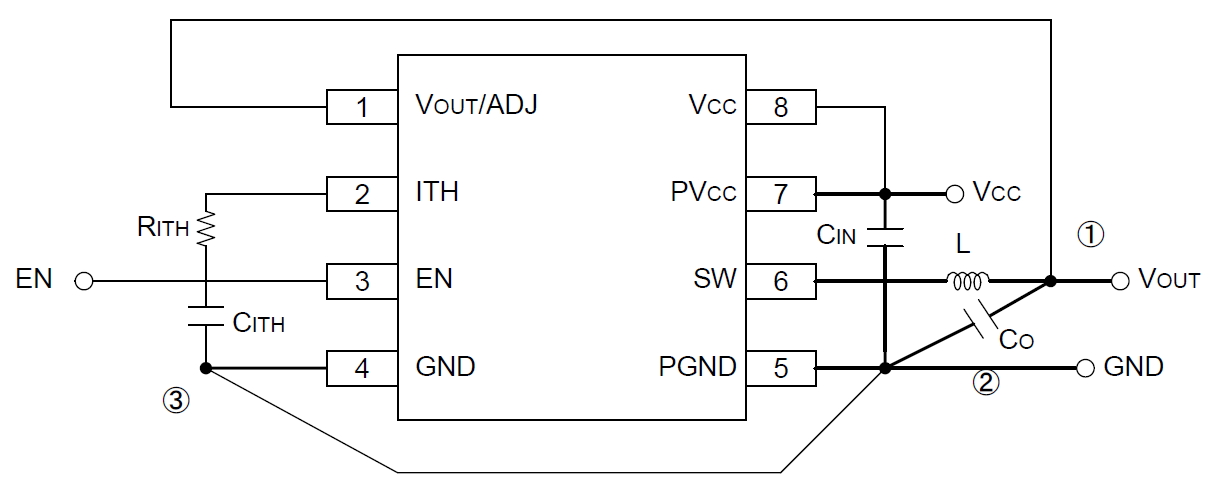 1 VOUT/ADJ VCC 8
2 ITH PVCC 7 VCC
RITH CIN L ①
EN 3 EN SW 6 VOUT
CITH CO
4 GND PGND 5 GND
③ ②